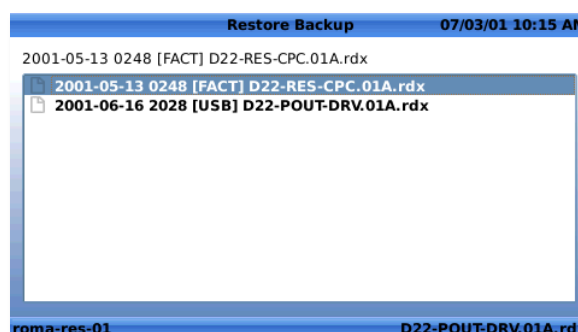 Restore Backup 07/03/01 10:15 AM
2001-05-13 0248 [FACT] D22-RES-CPC.01A.rdx
2001-05-13 0248 [FACT] D22-RES-CPC.01A.rdx
2001-06-16 2028 [USB] D22-POUT-DRV.01A.rdx
roma-res-01 D22-POUT-DRV.01A.rd